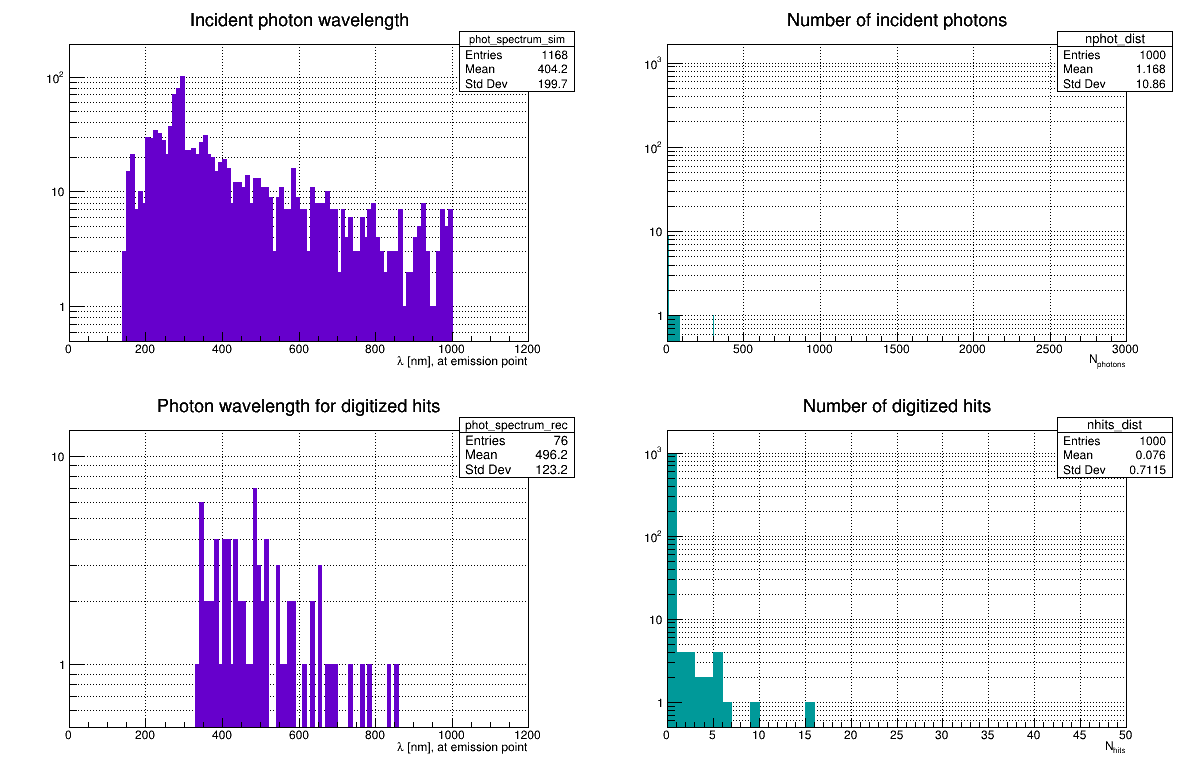 Incident photon wavelength
phot_spectrum_sim
Entries 1168
Mean 404.2
Std Dev 199.7
10²
10
1
0 200 400 600 800 1000 1200
λ [nm], at emission point
Number of incident photons
nphot_dist
Entries 1000
Mean 1.168
Std Dev 10.86
10³
10²
10
1
0 500 1000 1500 2000 2500 3000
N_photons
Photon wavelength for digitized hits
phot_spectrum_rec
Entries 76
Mean 496.2
Std Dev 123.2
10
1
0 200 400 600 800 1000 1200
λ [nm], at emission point
Number of digitized hits
nhits_dist
Entries 1000
Mean 0.076
Std Dev 0.7115
10³
10²
10
1
0 5 10 15 20 25 30 35 40 45 50
N_hits